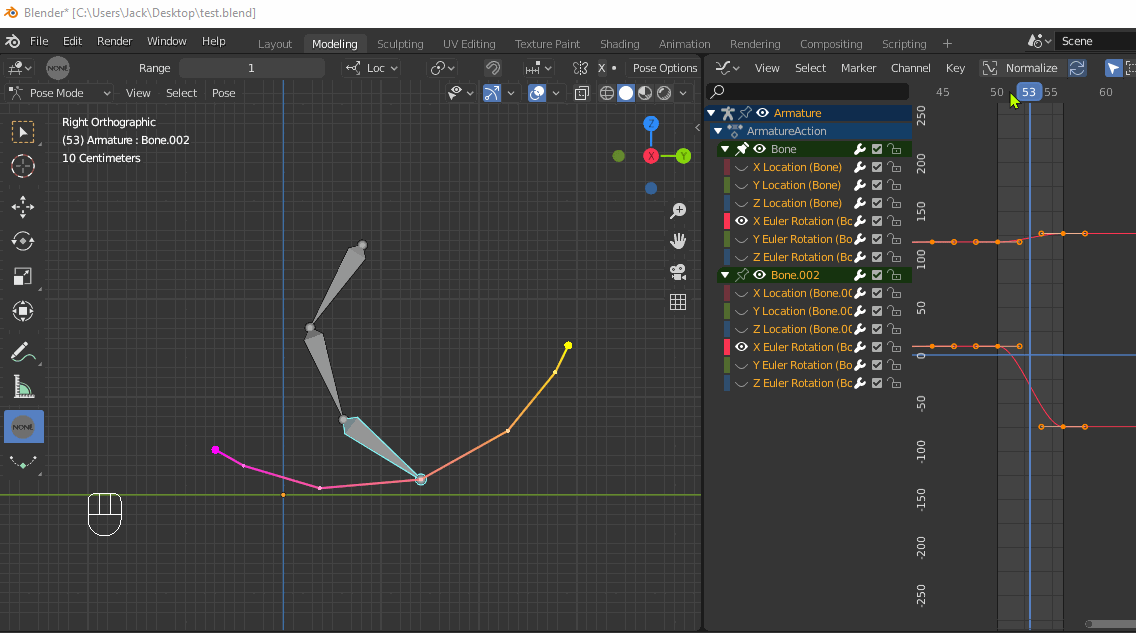 Blender* [C:\Users\Jack\Desktop\test.blend]
File Edit Render Window Help Layout Modeling Sculpting UV Editing Texture Paint Shading Animation Rendering Compositing Scripting + Scene
NONE Range 1 Loc X Pose Options View Select Marker Channel Key Normalize
Pose Mode View Select Pose 45 50 53 55 60
Right Orthographic
(53) Armature : Bone.002
10 Centimeters
Z
X
Y
NONE
Armature
ArmatureAction
Bone
X Location (Bone)
Y Location (Bone)
Z Location (Bone)
X Euler Rotation (Bo
Y Euler Rotation (Bo
Z Euler Rotation (Bo
Bone.002
X Location (Bone.00
Y Location (Bone.00
Z Location (Bone.00
X Euler Rotation (Bo
Y Euler Rotation (Bo
Z Euler Rotation (Bo
250
200
150
100
50
0
-50
-100
-150
-200
-250